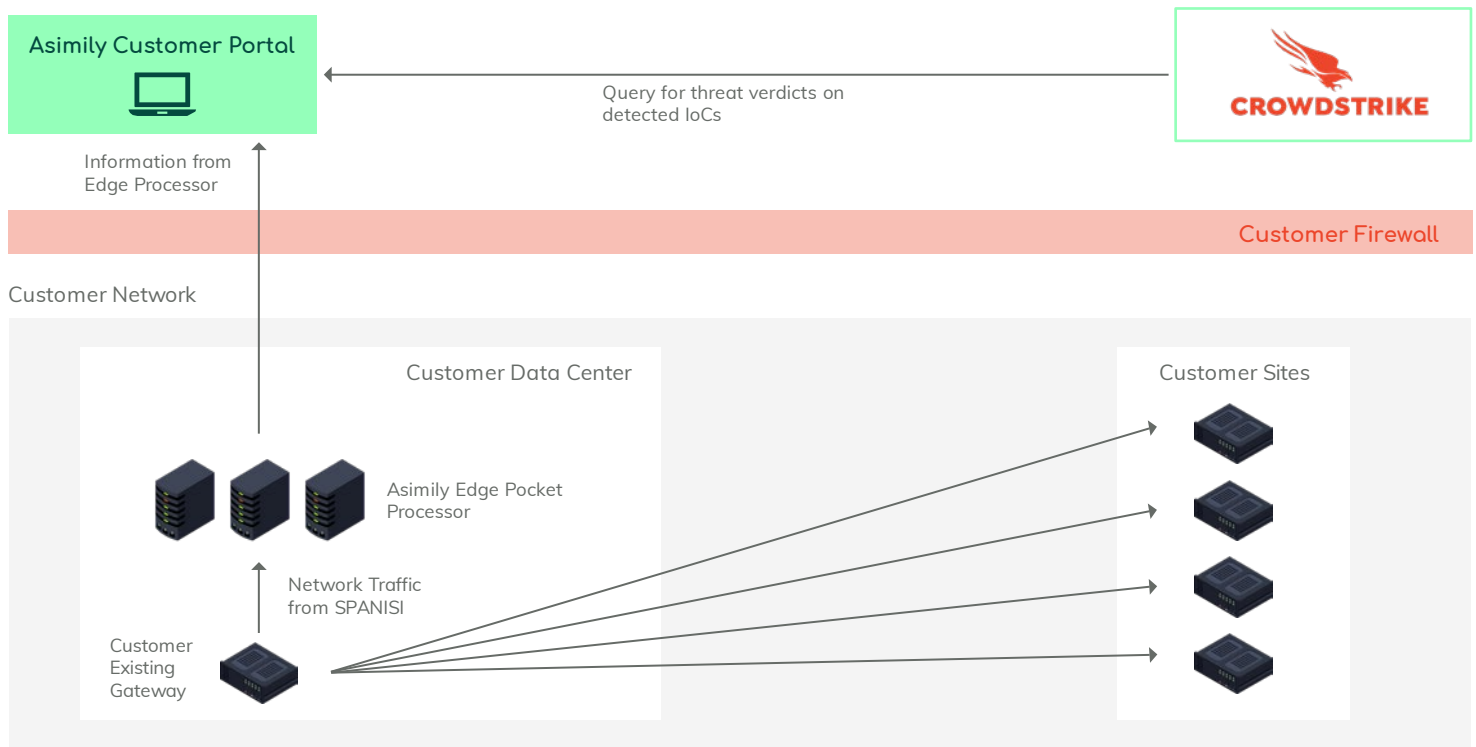 Asimily Customer Portal
CROWDSTRIKE
Query for threat verdicts on
detected IoCs
Information from
Edge Processor
Customer Firewall
Customer Network
Customer Data Center
Customer Sites
Asimily Edge Pocket
Processor
Network Traffic
from SPANISI
Customer
Existing
Gateway